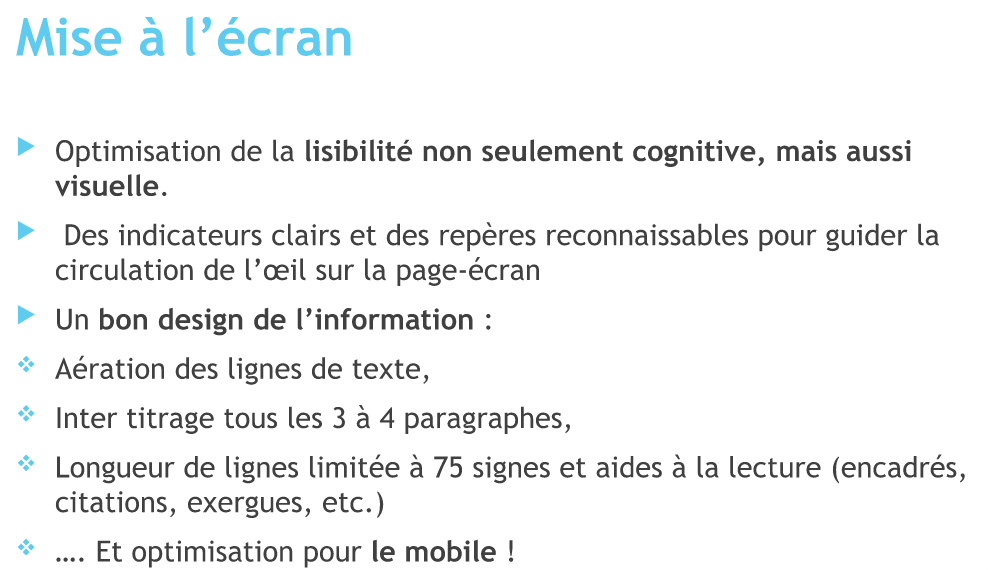 Mise à l’écran
Optimisation de la lisibilité non seulement cognitive, mais aussi
visuelle.
Des indicateurs clairs et des repères reconnaissables pour guider la
circulation de l’œil sur la page-écran
Un bon design de l’information :
Aération des lignes de texte,
Inter titrage tous les 3 à 4 paragraphes,
Longueur de lignes limitée à 75 signes et aides à la lecture (encadrés,
citations, exergues, etc.)
…. Et optimisation pour le mobile !